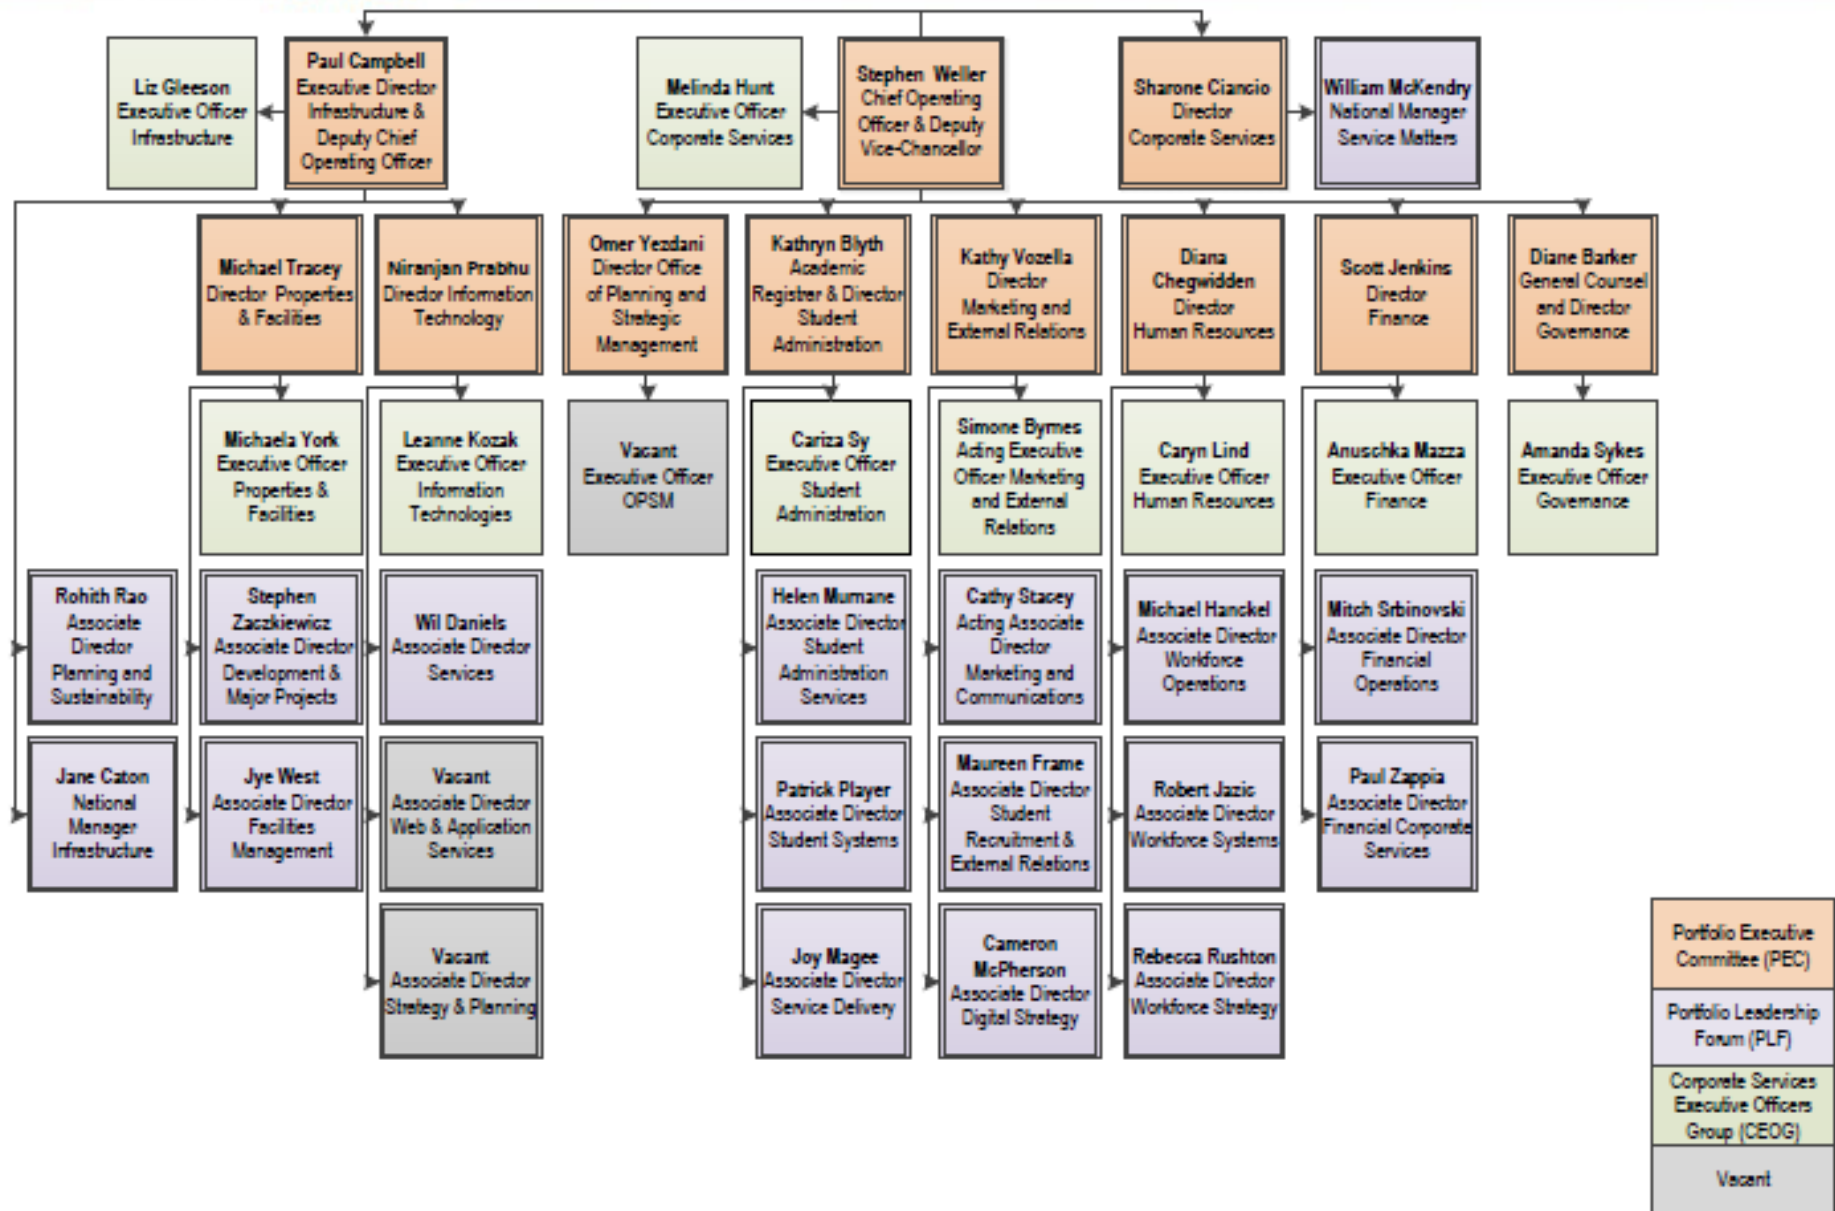 Liz Gleeson
Executive Officer
Infrastructure
Paul Campbell
Executive Director
Infrastructure &
Deputy Chief
Operating Officer
Melinda Hunt
Executive Officer
Corporate Services
Stephen Weller
Chief Operating
Officer & Deputy
Vice-Chancellor
Sharone Ciancio
Director
Corporate Services
William McKendry
National Manager
Service Matters
Michael Tracey
Director Properties
& Facilities
Niranjan Prabhu
Director Information
Technology
Omer Yezdani
Director Office
of Planning and
Strategic
Management
Kathryn Blyth
Academic
Registrer & Director
Student
Administration
Kathy Vozella
Director
Marketing and
External Relations
Diana
Chegwidden
Director
Human Resources
Scott Jenkins
Director
Finance
Diane Barker
General Counsel
and Director
Governance
Michaela York
Executive Officer
Properties &
Facilities
Leanne Kozak
Executive Officer
Information
Technologies
Vacant
Executive Officer
OPSM
Cariza Sy
Executive Officer
Student
Administration
Simone Byrnes
Acting Executive
Officer Marketing
and External
Relations
Caryn Lind
Executive Officer
Human Resources
Anuschka Mazza
Executive Officer
Finance
Amanda Sykes
Executive Officer
Governance
Rohith Rao
Associate
Director
Planning and
Sustainability
Stephen
Zaczkiewicz
Associate Director
Development &
Major Projects
Wil Daniels
Associate Director
Services
Helen Murnane
Associate Director
Student
Administration
Services
Cathy Stacey
Acting Associate
Director
Marketing and
Communications
Michael Hanckel
Associate Director
Workforce
Operations
Mitch Srbinovski
Associate Director
Financial
Operations
Jane Caton
National
Manager
Infrastructure
Jye West
Associate Director
Facilities
Management
Vacant
Associate Director
Web & Application
Services
Patrick Player
Associate Director
Student Systems
Maureen Frame
Associate Director
Student
Recruitment &
External Relations
Robert Jazic
Associate Director
Workforce Systems
Paul Zappia
Associate Director
Financial Corporate
Services
Vacant
Associate Director
Strategy & Planning
Joy Magee
Associate Director
Service Delivery
Cameron
McPherson
Associate Director
Digital Strategy
Rebecca Rushton
Associate Director
Workforce Strategy
Portfolio Executive
Committee (PEC)
Portfolio Leadership
Forum (PLF)
Corporate Services
Executive Officers
Group (CEOG)
Vacant